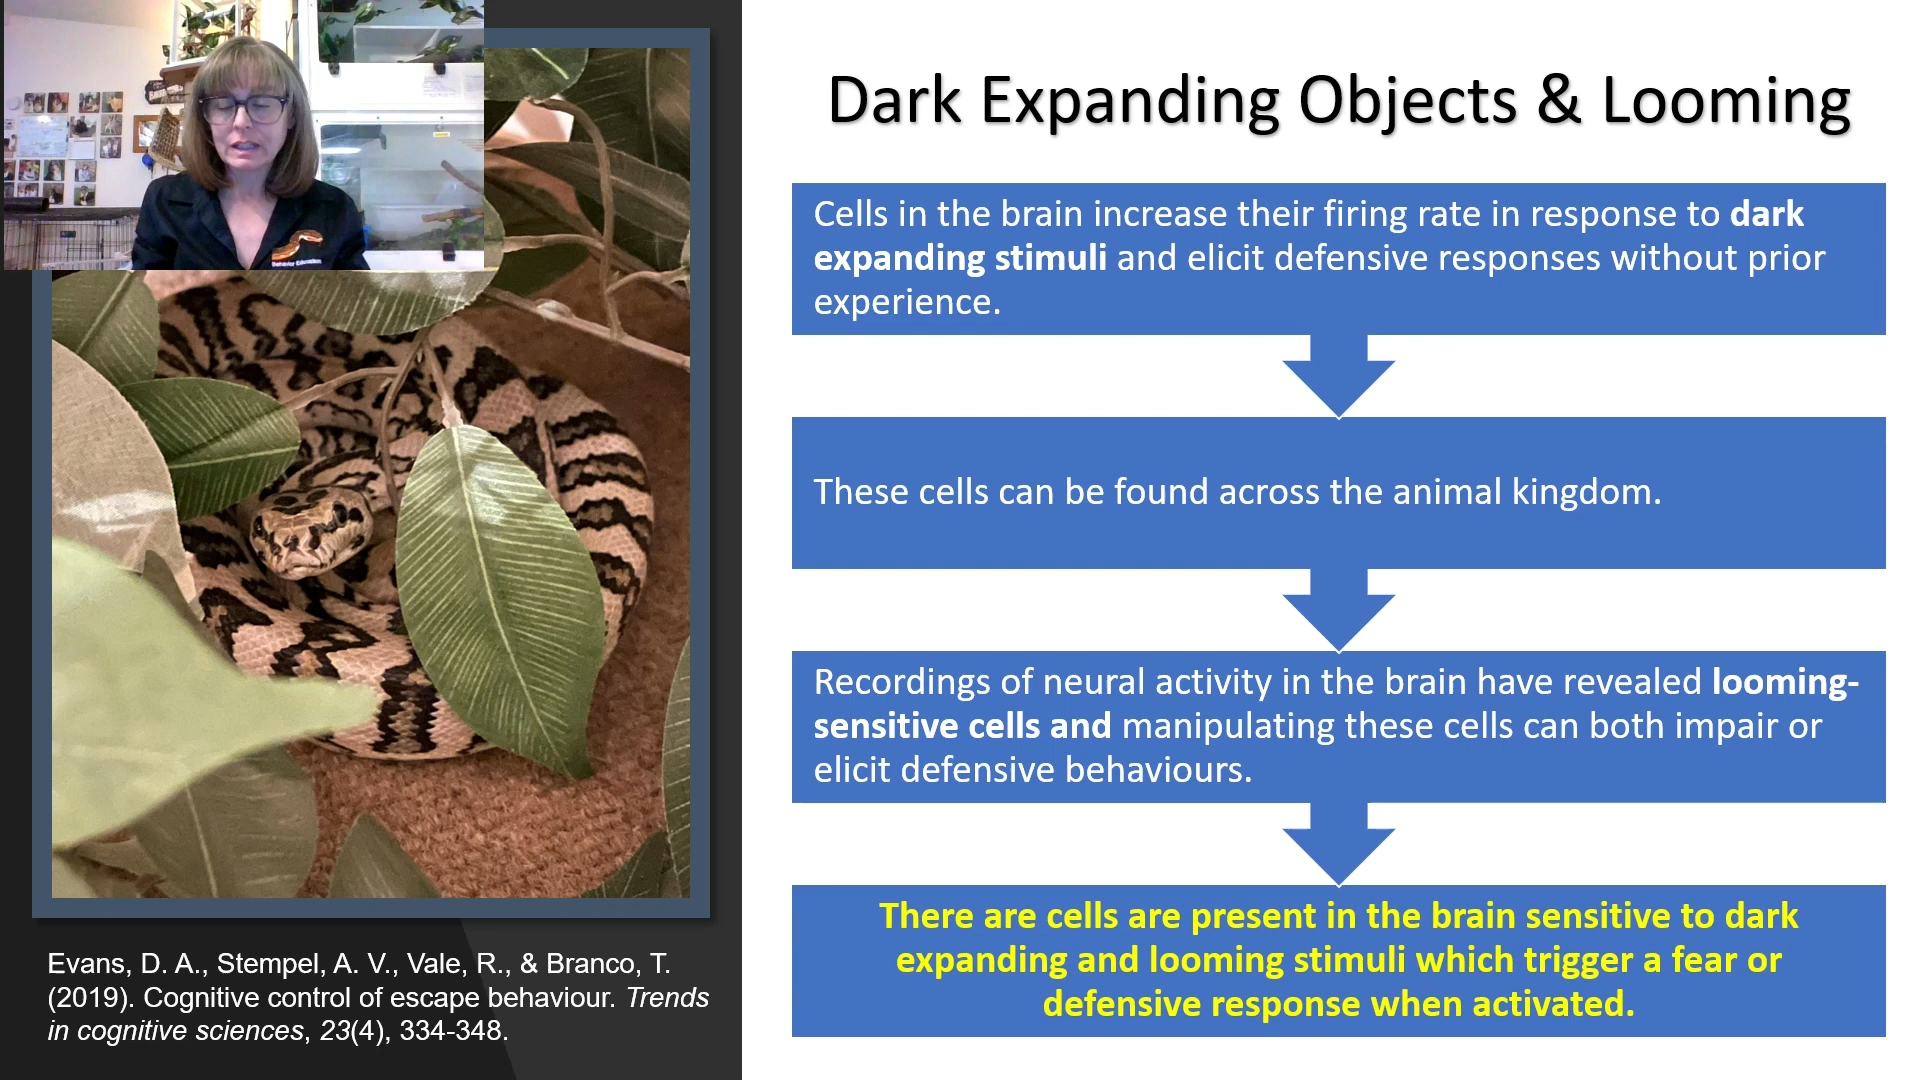 Dark Expanding Objects & Looming
Cells in the brain increase their firing rate in response to dark
expanding stimuli and elicit defensive responses without prior
experience.
These cells can be found across the animal kingdom.
Recordings of neural activity in the brain have revealed looming-
sensitive cells and manipulating these cells can both impair or
elicit defensive behaviours.
There are cells are present in the brain sensitive to dark
expanding and looming stimuli which trigger a fear or
defensive response when activated.
Evans, D. A., Stempel, A. V., Vale, R., & Branco, T.
(2019). Cognitive control of escape behaviour. Trends
in cognitive sciences, 23(4), 334-348.
Behavior Education